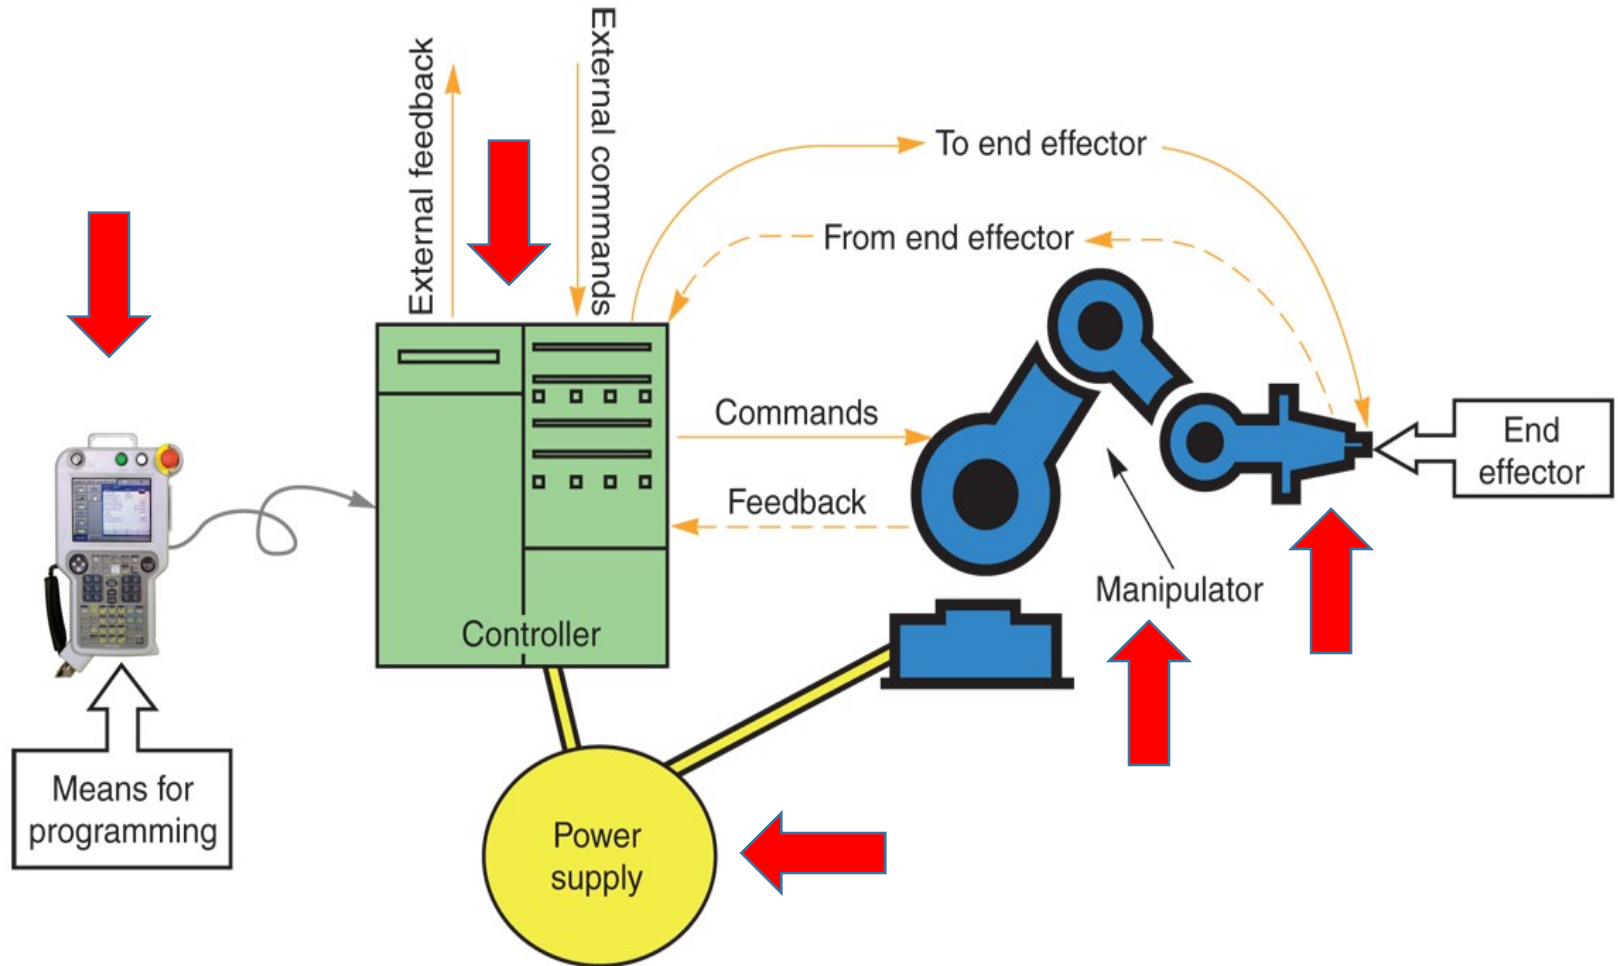 External feedback
External commands
To end effector
From end effector
Commands
End
effector
Feedback
Manipulator
Controller
Means for
programming
Power
supply